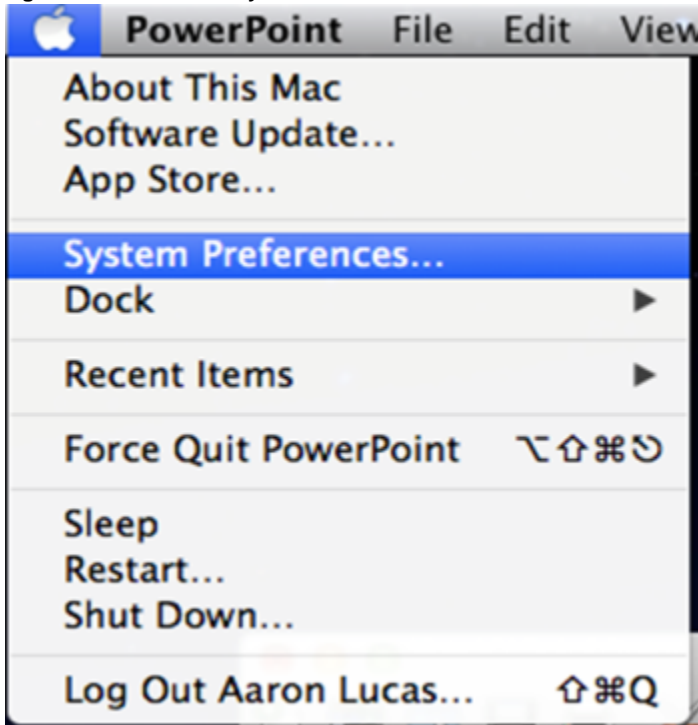 PowerPoint File Edit View
About This Mac
Software Update...
App Store...
System Preferences...
Dock ▶
Recent Items ▶
Force Quit PowerPoint ⌥⇧⌘⎋
Sleep
Restart...
Shut Down...
Log Out Aaron Lucas... ⇧⌘Q